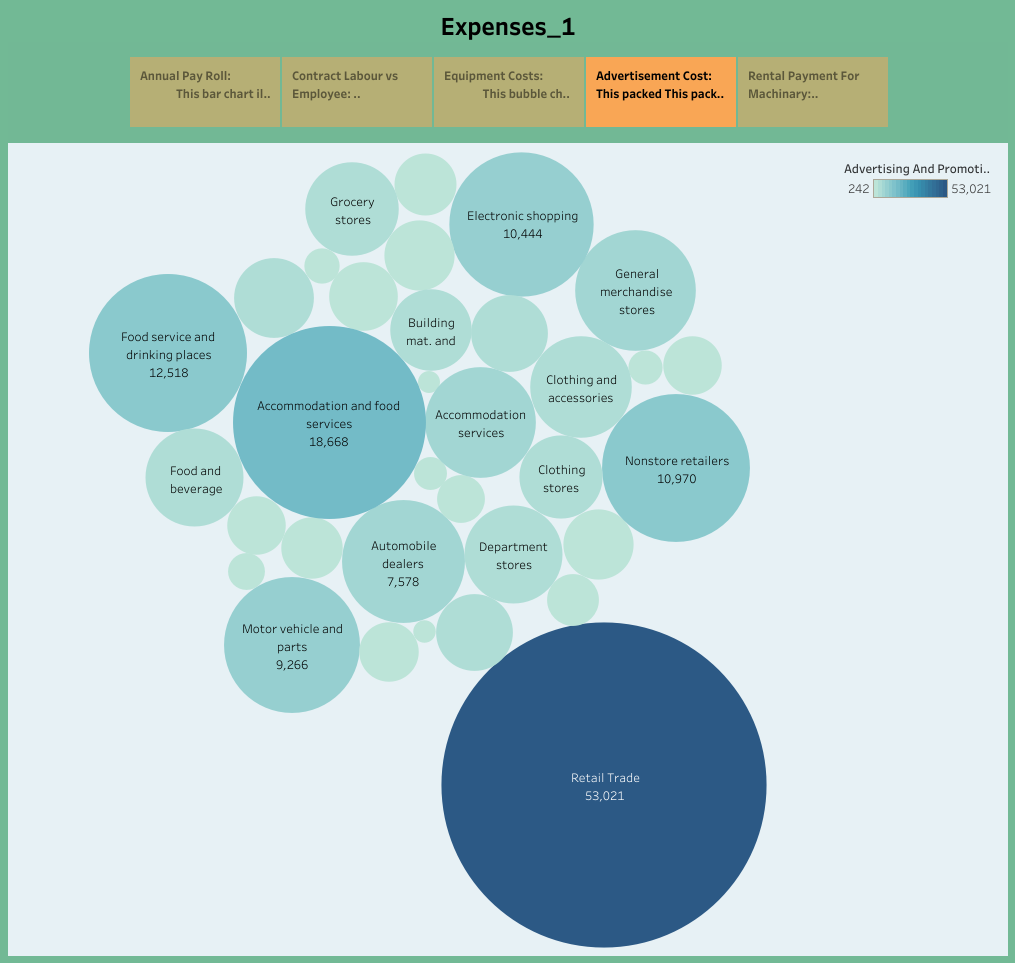 Expenses_1
Annual Pay Roll:
This bar chart il..
Contract Labour vs
Employee: ..
Equipment Costs:
This bubble ch..
Advertisement Cost:
This packed This pack..
Rental Payment For
Machinary:..
Advertising And Promoti..
242
53,021
Grocery
stores
Electronic shopping
10,444
General
merchandise
stores
Food service and
drinking places
12,518
Building
mat. and
Clothing and
accessories
Accommodation and food
services
18,668
Accommodation
services
Food and
beverage
Clothing
stores
Nonstore retailers
10,970
Automobile
dealers
7,578
Department
stores
Motor vehicle and
parts
9,266
Retail Trade
53,021